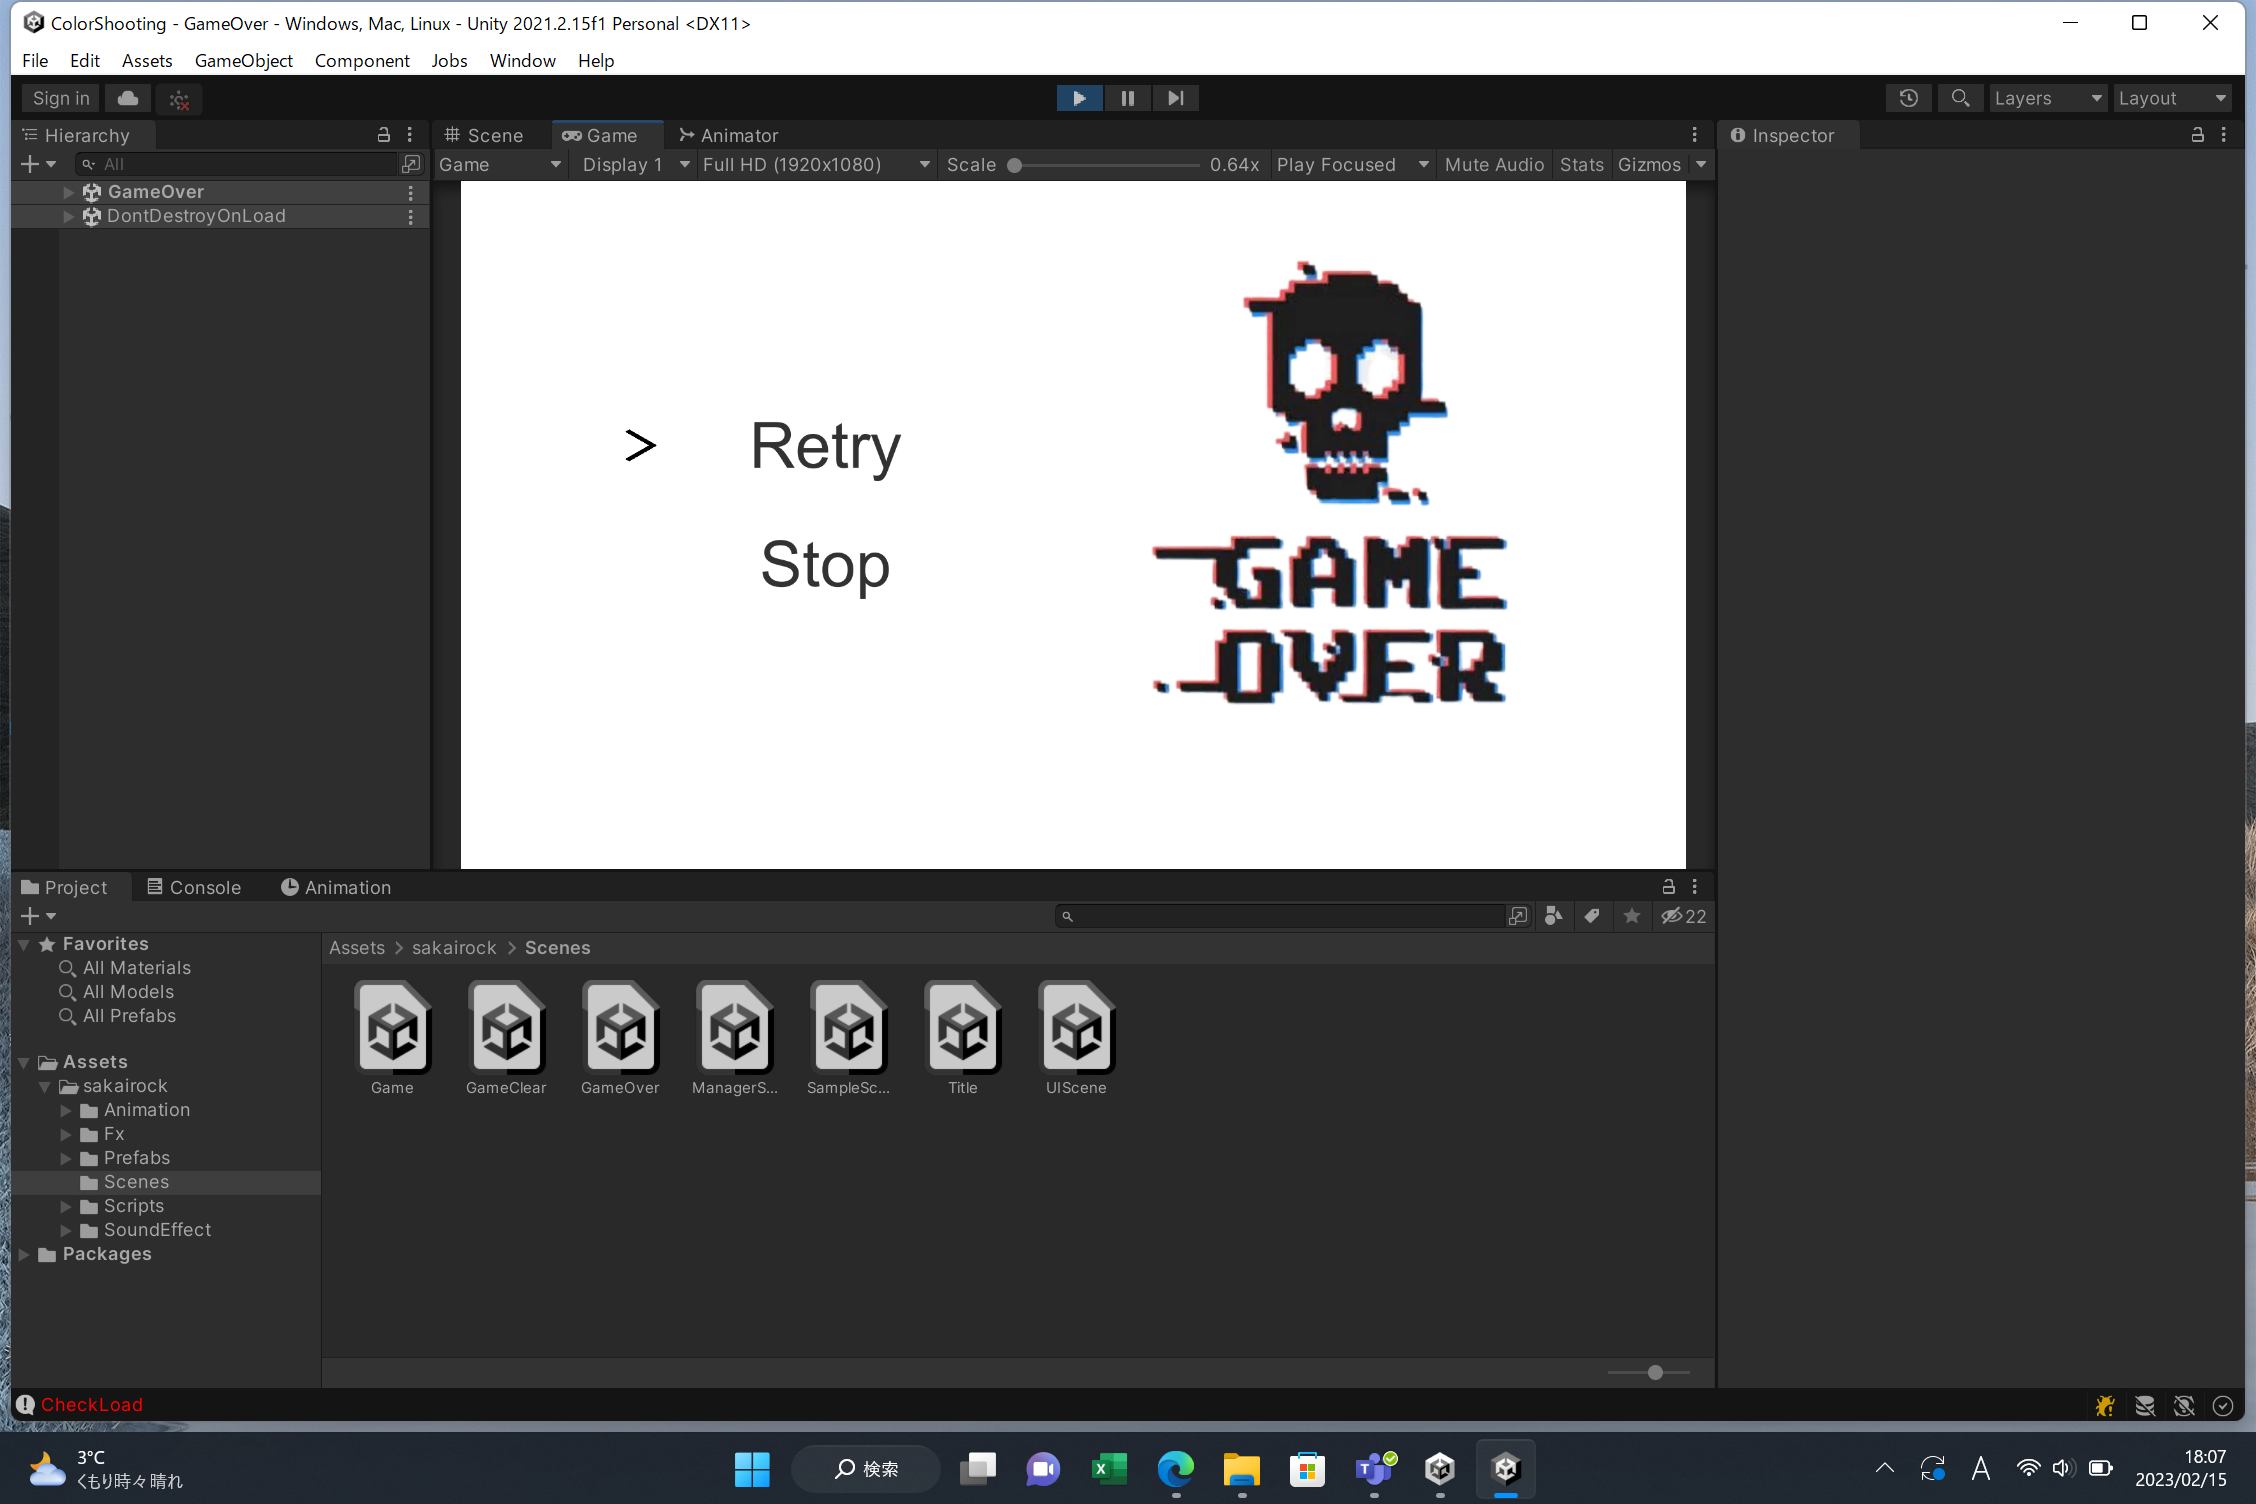 ColorShooting - GameOver - Windows, Mac, Linux - Unity 2021.2.15f1 Personal <DX11>
File Edit Assets GameObject Component Jobs Window Help
Sign in Layers Layout
Hierarchy Scene Game Animator Inspector
All Game Display 1 Full HD (1920x1080) Scale 0.64x Play Focused Mute Audio Stats Gizmos
GameOver
DontDestroyOnLoad
> Retry
Stop
GAME
OVER
Project Console Animation
22
Favorites
All Materials
All Models
All Prefabs
Assets
sakairock
Animation
Fx
Prefabs
Scenes
Scripts
SoundEffect
Packages
Assets > sakairock > Scenes
Game GameClear GameOver ManagerS... SampleSc... Title UIScene
CheckLoad
3°C
くもり時々晴れ
検索
A
18:07
2023/02/15